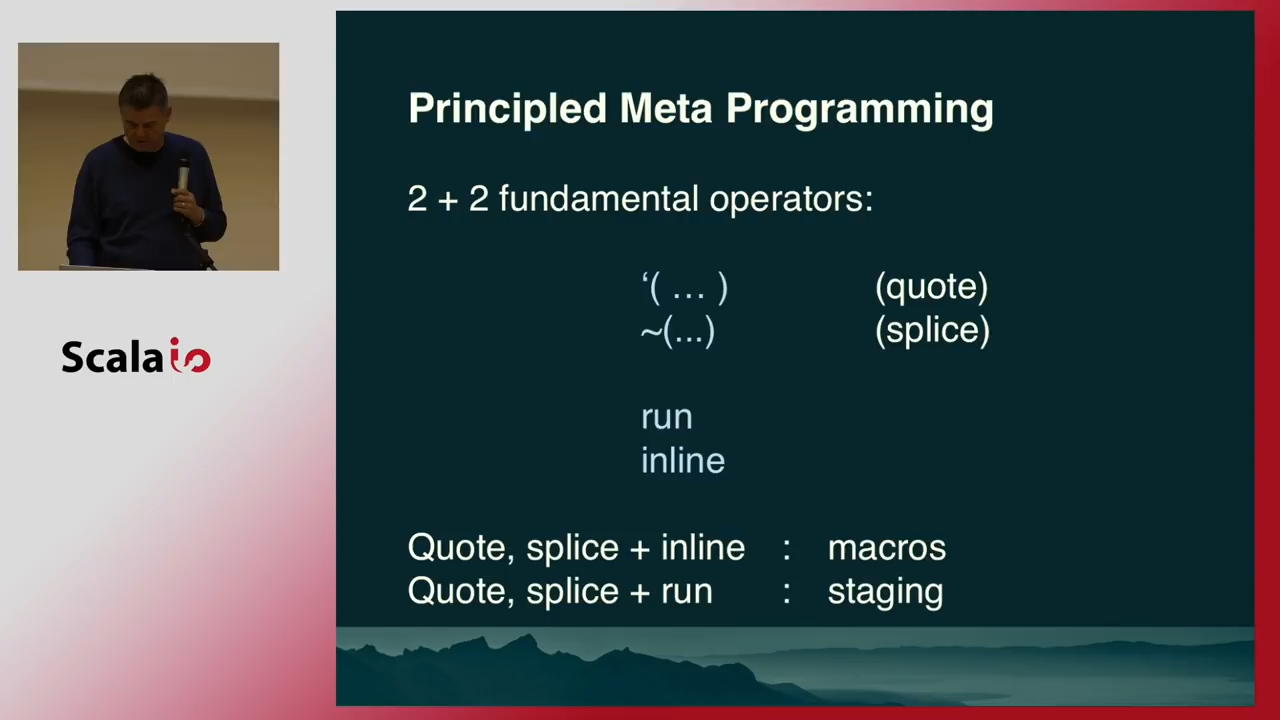 Principled Meta Programming
2 + 2 fundamental operators:
‘( … ) (quote)
~(...) (splice)
run
inline
Quote, splice + inline : macros
Quote, splice + run : staging
Scala io